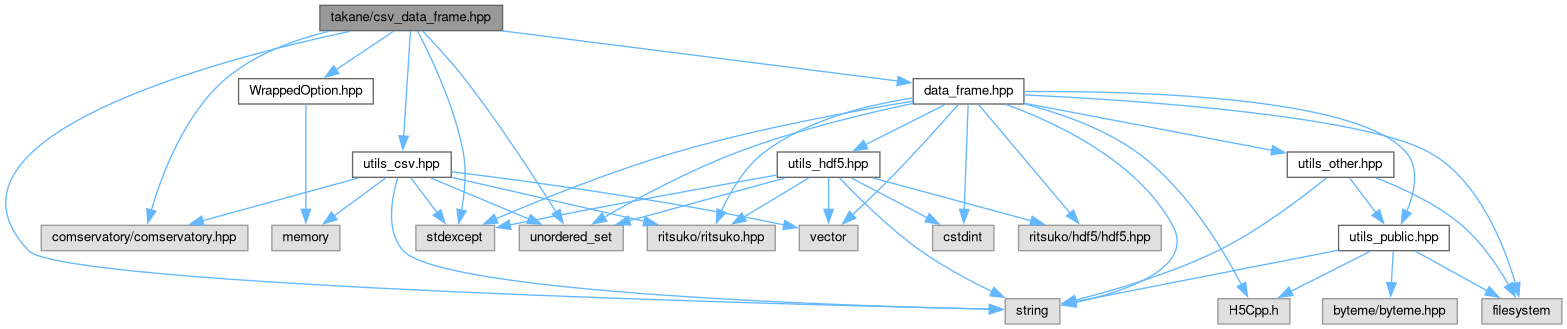 takane/csv_data_frame.hpp
WrappedOption.hpp
data_frame.hpp
utils_csv.hpp
utils_hdf5.hpp
utils_other.hpp
comservatory/comservatory.hpp
memory
stdexcept
unordered_set
ritsuko/ritsuko.hpp
vector
cstdint
ritsuko/hdf5/hdf5.hpp
utils_public.hpp
string
H5Cpp.h
byteme/byteme.hpp
filesystem